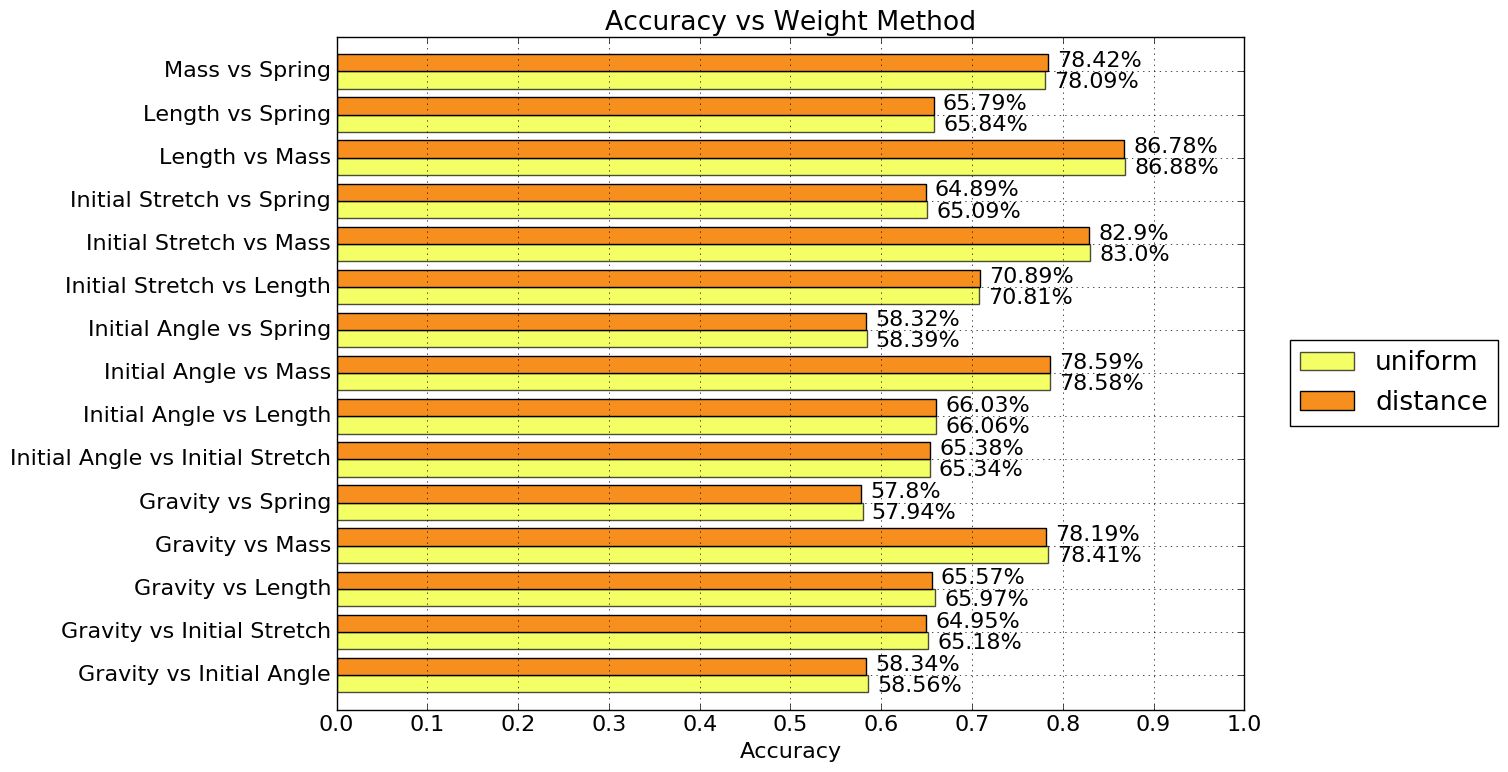 Accuracy vs Weight Method
Mass vs Spring
78.42%
78.09%
Length vs Spring
65.79%
65.84%
Length vs Mass
86.78%
86.88%
Initial Stretch vs Spring
64.89%
65.09%
Initial Stretch vs Mass
82.9%
83.0%
Initial Stretch vs Length
70.89%
70.81%
Initial Angle vs Spring
58.32%
58.39%
Initial Angle vs Mass
78.59%
78.58%
Initial Angle vs Length
66.03%
66.06%
Initial Angle vs Initial Stretch
65.38%
65.34%
Gravity vs Spring
57.8%
57.94%
Gravity vs Mass
78.19%
78.41%
Gravity vs Length
65.57%
65.97%
Gravity vs Initial Stretch
64.95%
65.18%
Gravity vs Initial Angle
58.34%
58.56%
0.0 0.1 0.2 0.3 0.4 0.5 0.6 0.7 0.8 0.9 1.0
Accuracy
uniform
distance